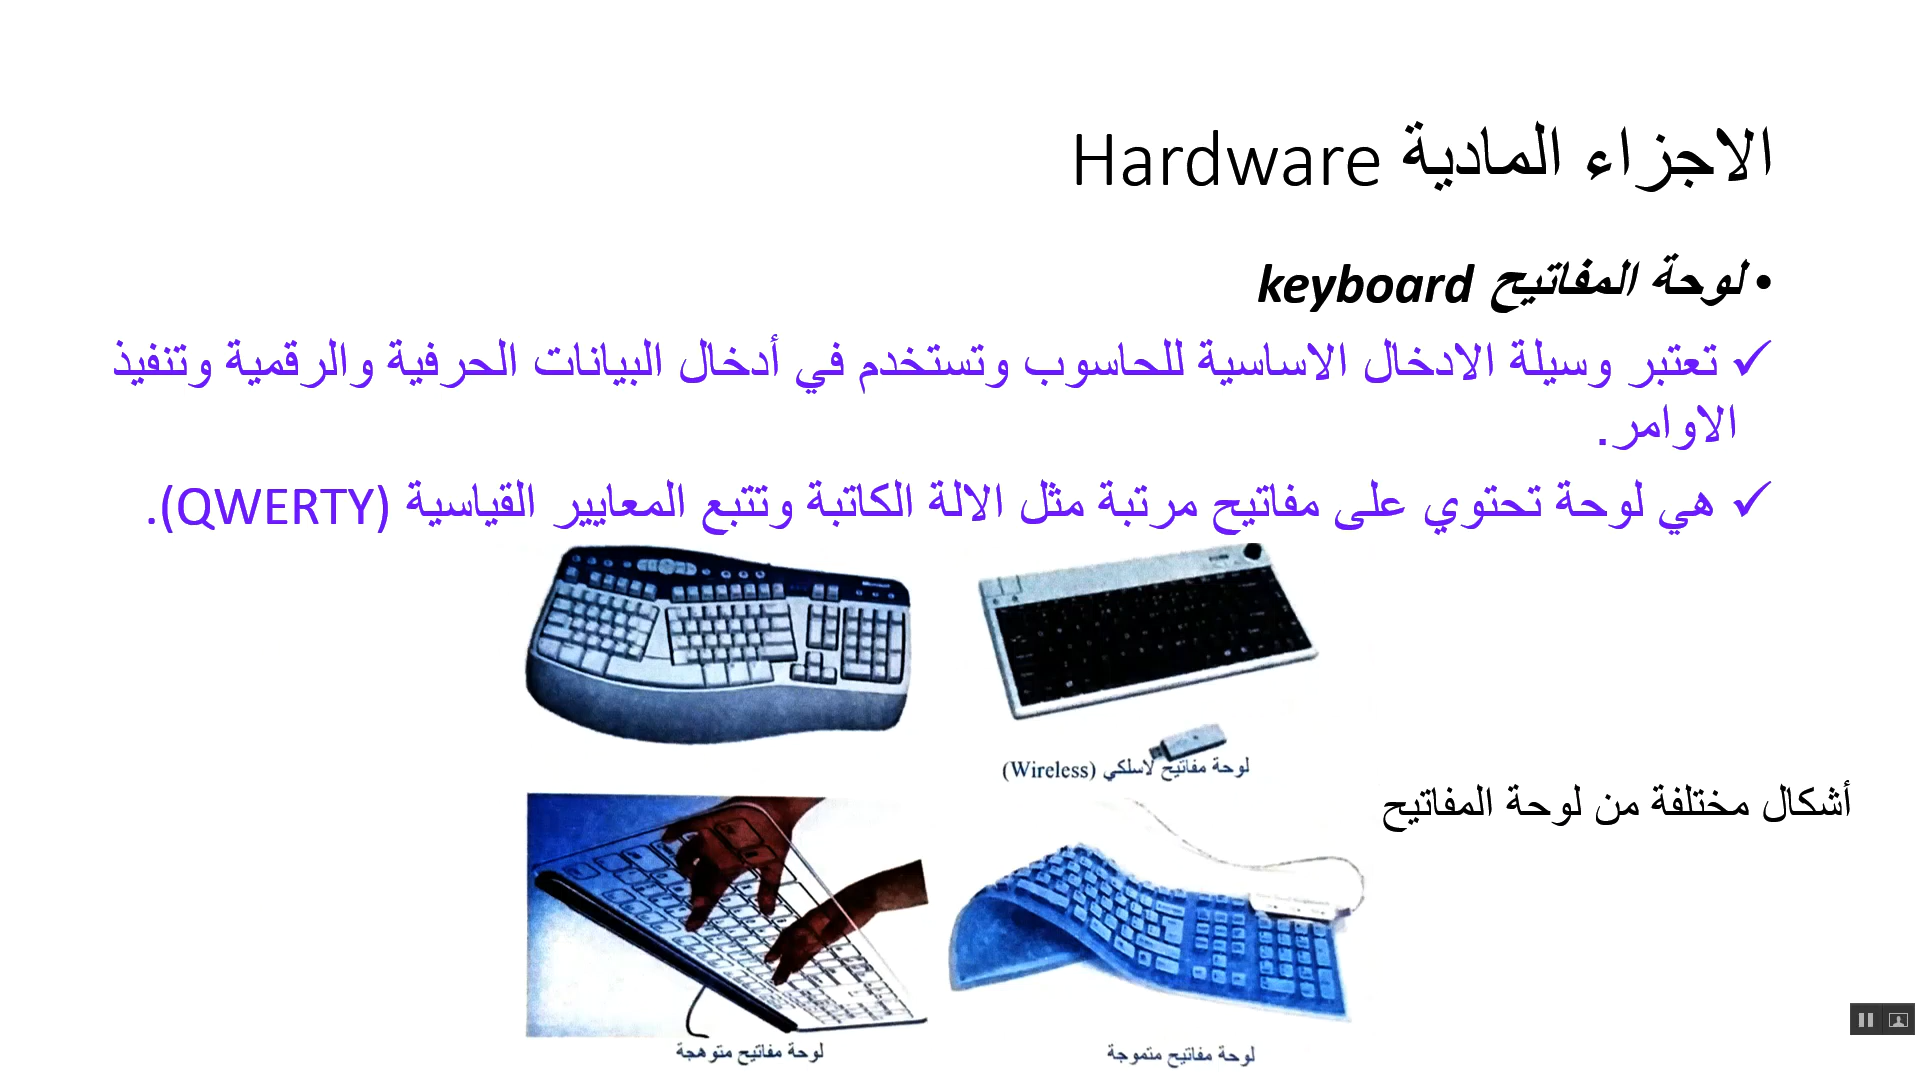 الاجزاء المادية Hardware
• لوحة المفاتيح keyboard
✓ تعتبر وسيلة الادخال الاساسية للحاسوب وتستخدم في أدخال البيانات الحرفية والرقمية وتنفيذ
الاوامر.
✓ هي لوحة تحتوي على مفاتيح مرتبة مثل الالة الكاتبة وتتبع المعايير القياسية (QWERTY).
لوحة مفاتيح لاسلكي (Wireless)
أشكال مختلفة من لوحة المفاتيح
لوحة مفاتيح متموجة
لوحة مفاتيح متوهجة